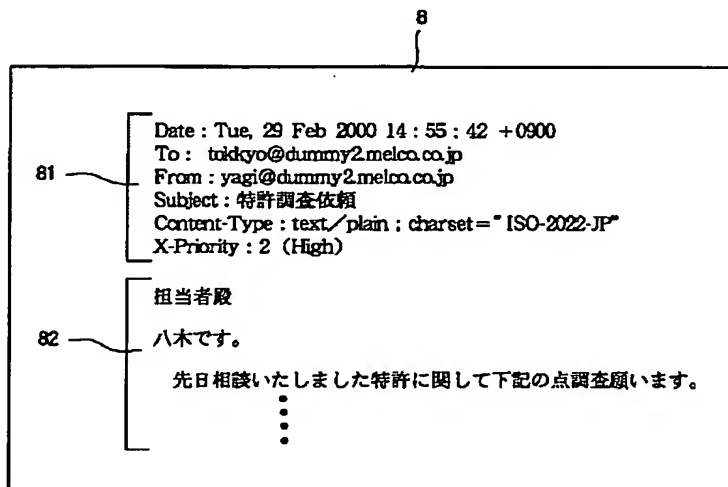 8
81
Date : Tue, 29 Feb 2000 14 : 55 : 42 +0900
To : tokkyo@dummy2.melco.co.jp
From : yagi@dummy2.melco.co.jp
Subject : 特許調査依頼
Content-Type : text／plain ; charset="ISO-2022-JP"
X-Priority : 2 (High)
82
担当者殿
八木です。
先日相談いたしました特許に関して下記の点調査願います。